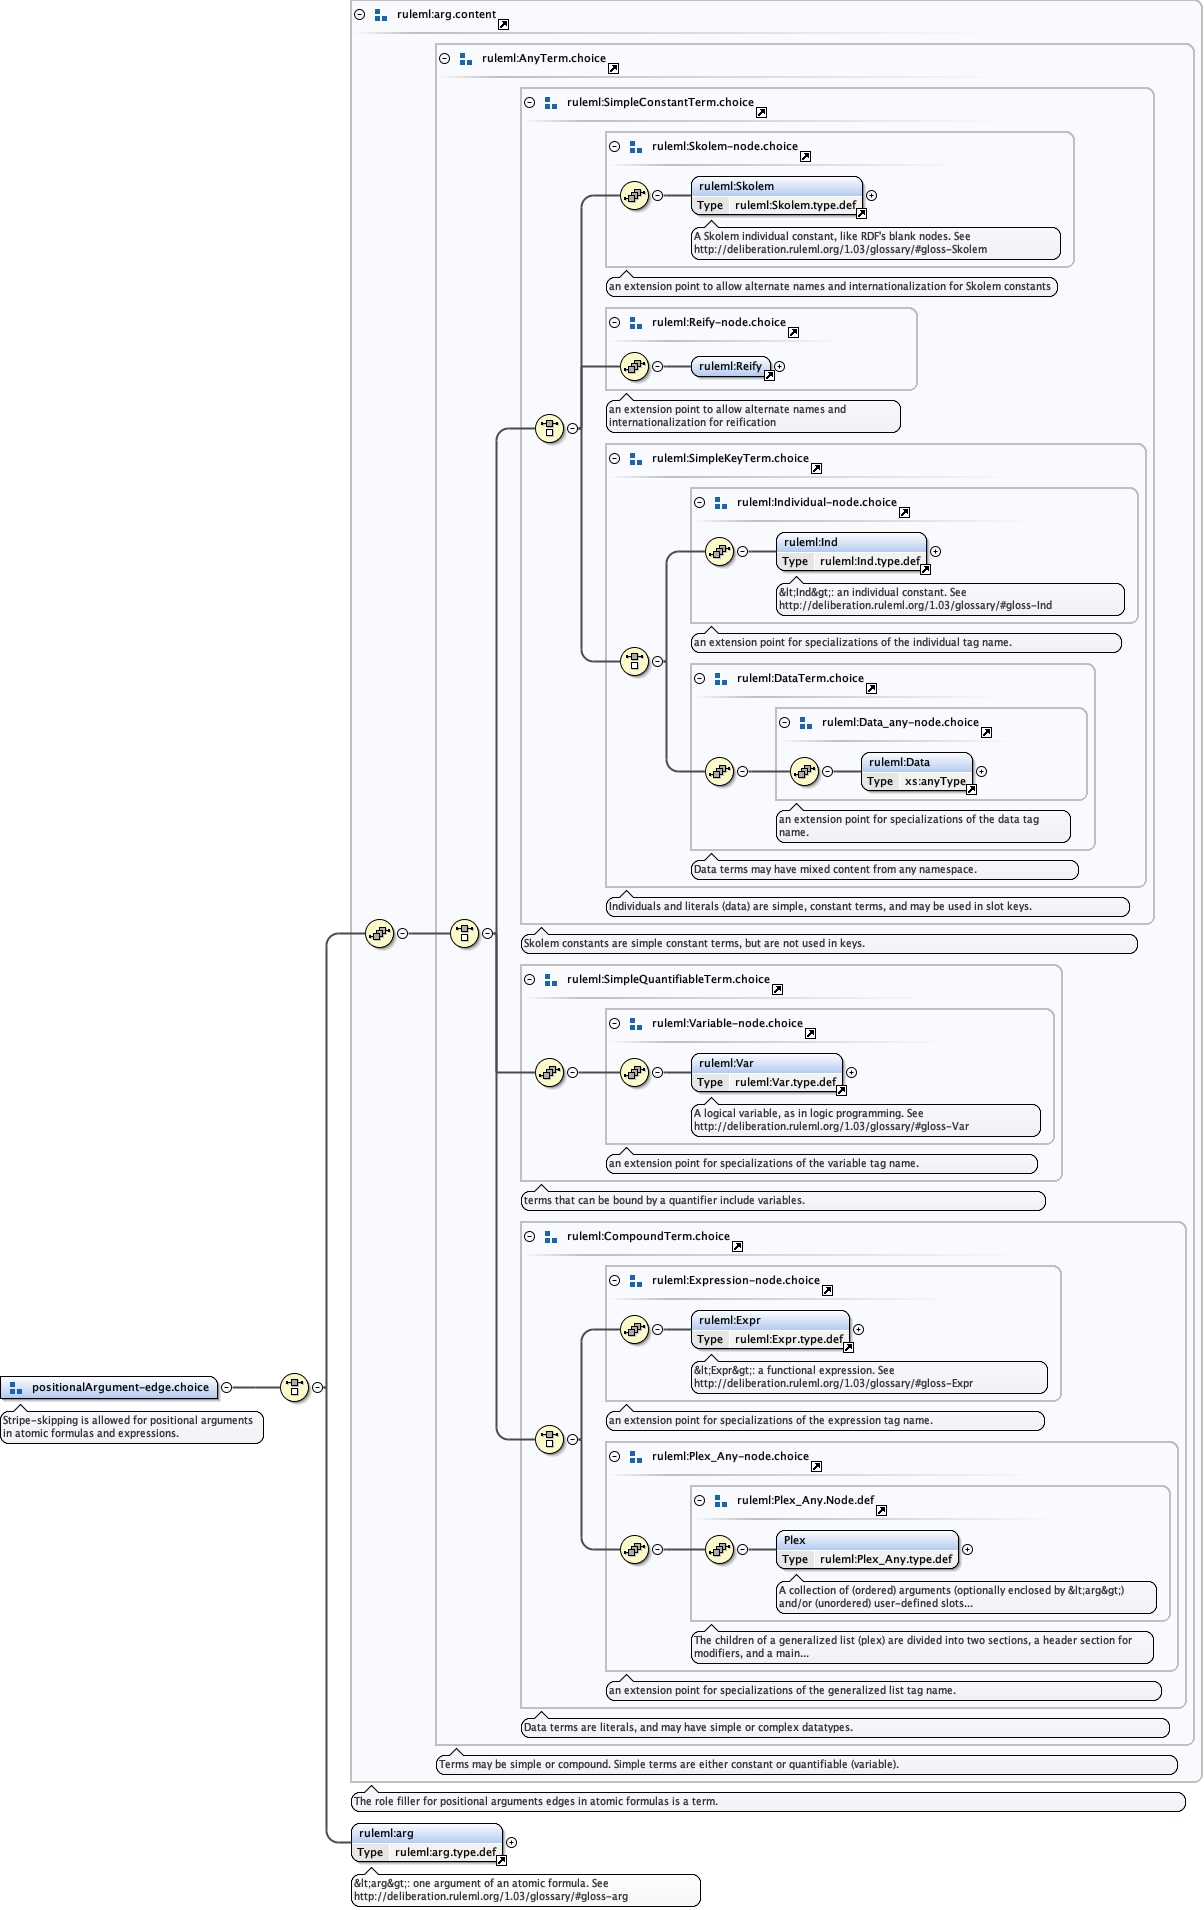 ruleml:arg.content
ruleml:AnyTerm.choice
ruleml:SimpleConstantTerm.choice
ruleml:Skolem-node.choice
ruleml:Skolem
Type ruleml:Skolem.type.def
A Skolem individual constant, like RDF's blank nodes. See
http://deliberation.ruleml.org/1.03/glossary/#gloss-Skolem
an extension point to allow alternate names and internationalization for Skolem constants
ruleml:Reify-node.choice
ruleml:Reify
an extension point to allow alternate names and
internationalization for reification
ruleml:SimpleKeyTerm.choice
ruleml:Individual-node.choice
ruleml:Ind
Type ruleml:Ind.type.def
&lt;Ind&gt;: an individual constant. See
http://deliberation.ruleml.org/1.03/glossary/#gloss-Ind
an extension point for specializations of the individual tag name.
ruleml:DataTerm.choice
ruleml:Data_any-node.choice
ruleml:Data
Type xs:anyType
an extension point for specializations of the data tag
name.
Data terms may have mixed content from any namespace.
Individuals and literals (data) are simple, constant terms, and may be used in slot keys.
Skolem constants are simple constant terms, but are not used in keys.
ruleml:SimpleQuantifiableTerm.choice
ruleml:Variable-node.choice
ruleml:Var
Type ruleml:Var.type.def
A logical variable, as in logic programming. See
http://deliberation.ruleml.org/1.03/glossary/#gloss-Var
an extension point for specializations of the variable tag name.
terms that can be bound by a quantifier include variables.
ruleml:CompoundTerm.choice
ruleml:Expression-node.choice
ruleml:Expr
Type ruleml:Expr.type.def
&lt;Expr&gt;: a functional expression. See
http://deliberation.ruleml.org/1.03/glossary/#gloss-Expr
an extension point for specializations of the expression tag name.
positionalArgument-edge.choice
Stripe-skipping is allowed for positional arguments
in atomic formulas and expressions.
ruleml:Plex_Any-node.choice
ruleml:Plex_Any.Node.def
Plex
Type ruleml:Plex_Any.type.def
A collection of (ordered) arguments (optionally enclosed by &lt;arg&gt;)
and/or (unordered) user-defined slots...
The children of a generalized list (plex) are divided into two sections, a header section for
modifiers, and a main...
an extension point for specializations of the generalized list tag name.
Data terms are literals, and may have simple or complex datatypes.
Terms may be simple or compound. Simple terms are either constant or quantifiable (variable).
The role filler for positional arguments edges in atomic formulas is a term.
ruleml:arg
Type ruleml:arg.type.def
&lt;arg&gt;: one argument of an atomic formula. See
http://deliberation.ruleml.org/1.03/glossary/#gloss-arg